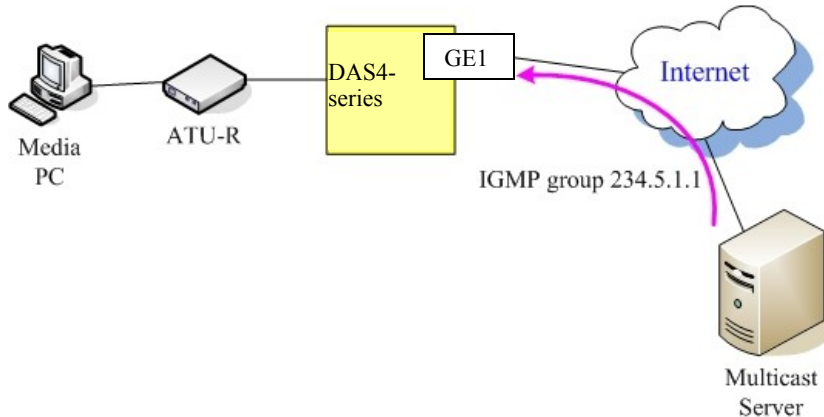 DAS4-
series
GE1
Internet
Media
PC
ATU-R
IGMP group 234.5.1.1
Multicast
Server